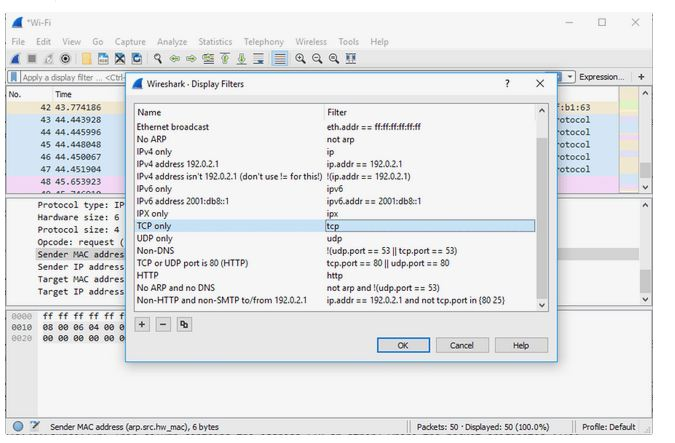 *Wi-Fi
File Edit View Go Capture Analyze Statistics Telephony Wireless Tools Help
Apply a display filter ... <Ctrl- Expression... +
Wireshark · Display Filters ? ×
No. Time
42 43.774186 :b1:63
43 44.443928 otocol
44 44.445996 otocol
45 44.448048 otocol
46 44.450067 otocol
47 44.451904 otocol
48 45.653923
Name Filter
Ethernet broadcast eth.addr == ff:ff:ff:ff:ff:ff
No ARP not arp
IPv4 only ip
IPv4 address 192.0.2.1 ip.addr == 192.0.2.1
IPv4 address isn't 192.0.2.1 (don't use != for this!) !(ip.addr == 192.0.2.1)
IPv6 only ipv6
IPv6 address 2001:db8::1 ipv6.addr == 2001:db8::1
IPX only ipx
TCP only tcp
UDP only udp
Non-DNS !(udp.port == 53 || tcp.port == 53)
TCP or UDP port is 80 (HTTP) tcp.port == 80 || udp.port == 80
HTTP http
No ARP and no DNS not arp and !(udp.port == 53)
Non-HTTP and non-SMTP to/from 192.0.2.1 ip.addr == 192.0.2.1 and not tcp.port in {80 25}
+ −
OK Cancel Help
Protocol type: IP
Hardware size: 6
Protocol size: 4
Opcode: request (
Sender MAC address
Sender IP address
Target MAC address
Target IP address
0000 ff ff ff ff ff f
0010 08 00 06 04 00 0
0020 00 00 00 00 00 0
Sender MAC address (arp.src.hw_mac), 6 bytes Packets: 50 · Displayed: 50 (100.0%) Profile: Default